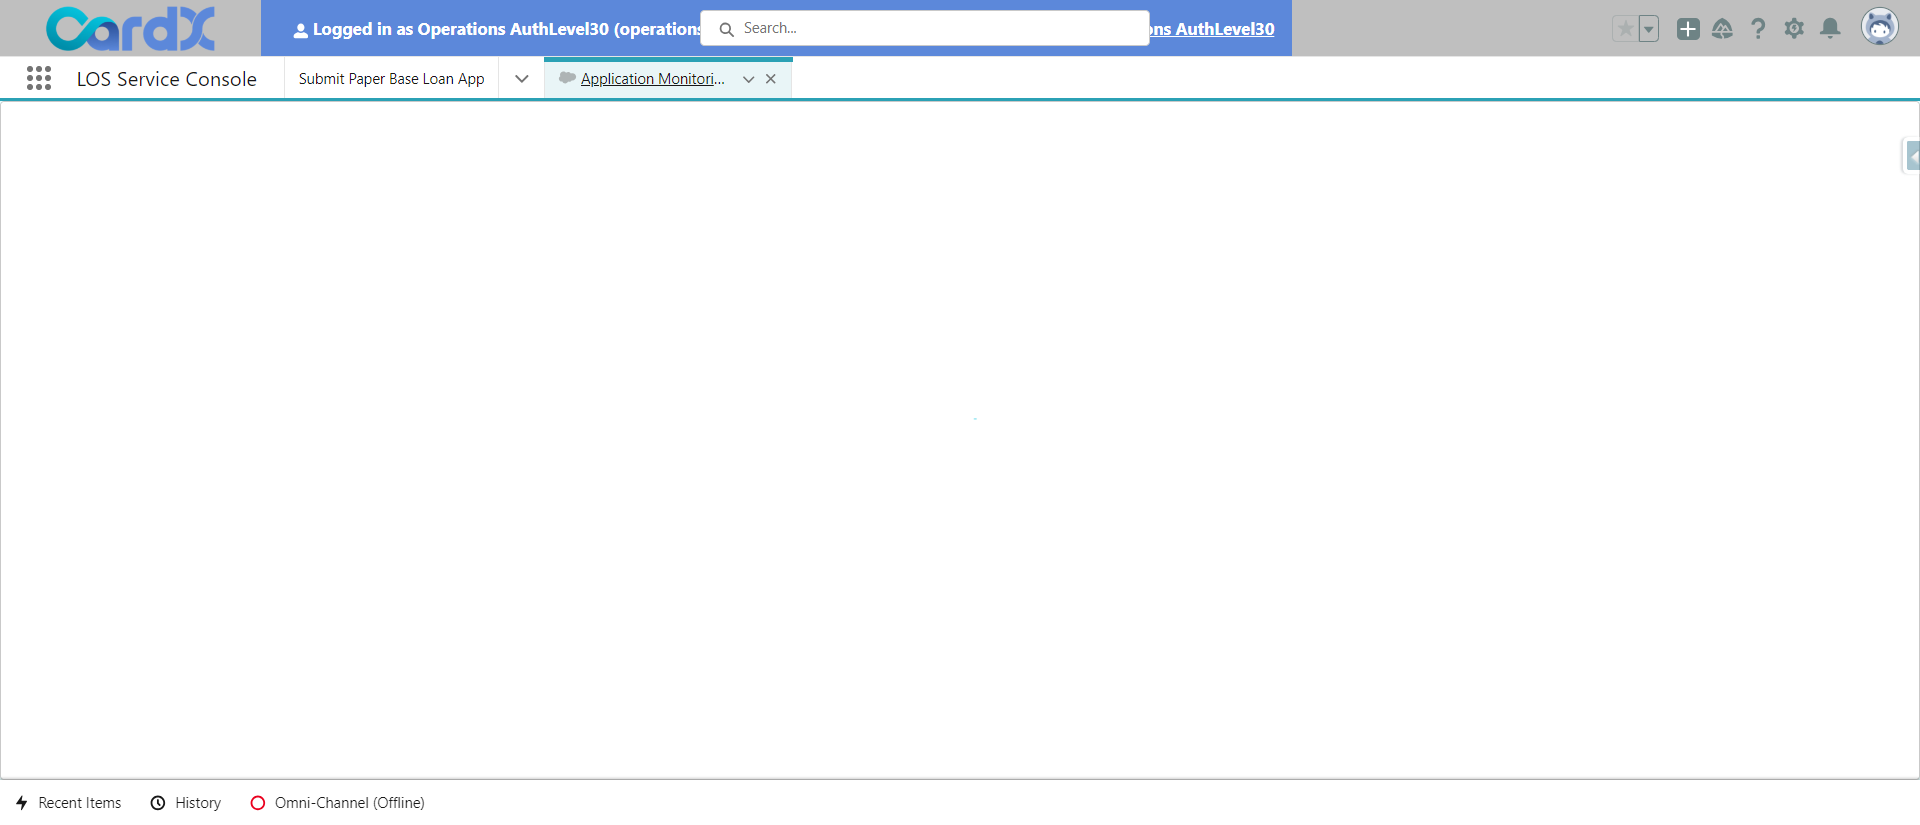 CardX
Logged in as Operations AuthLevel30 (operations
Search...
ns AuthLevel30
LOS Service Console
Submit Paper Base Loan App
Application Monitori...
Recent Items
History
Omni-Channel (Offline)